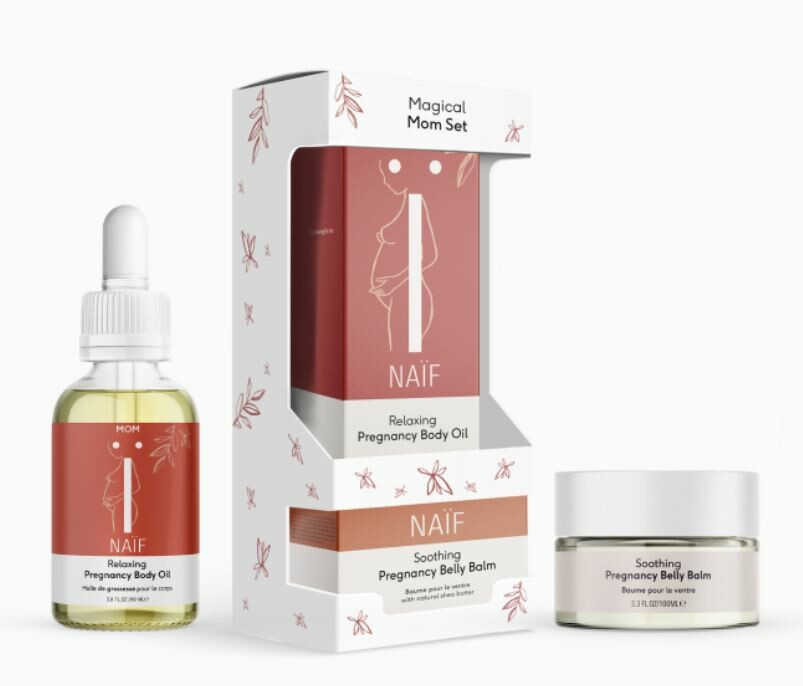 MOM
NAÏF
Relaxing
Pregnancy Body Oil
Huile de grossesse pour le corps
Magical
Mom Set
NAÏF
Relaxing
Pregnancy Body Oil
NAÏF
Soothing
Pregnancy Belly Balm
Baume pour le ventre
with natural shea butter
Soothing
Pregnancy Belly Balm
Baume pour le ventre
3.3 FL.OZ/100ML℮